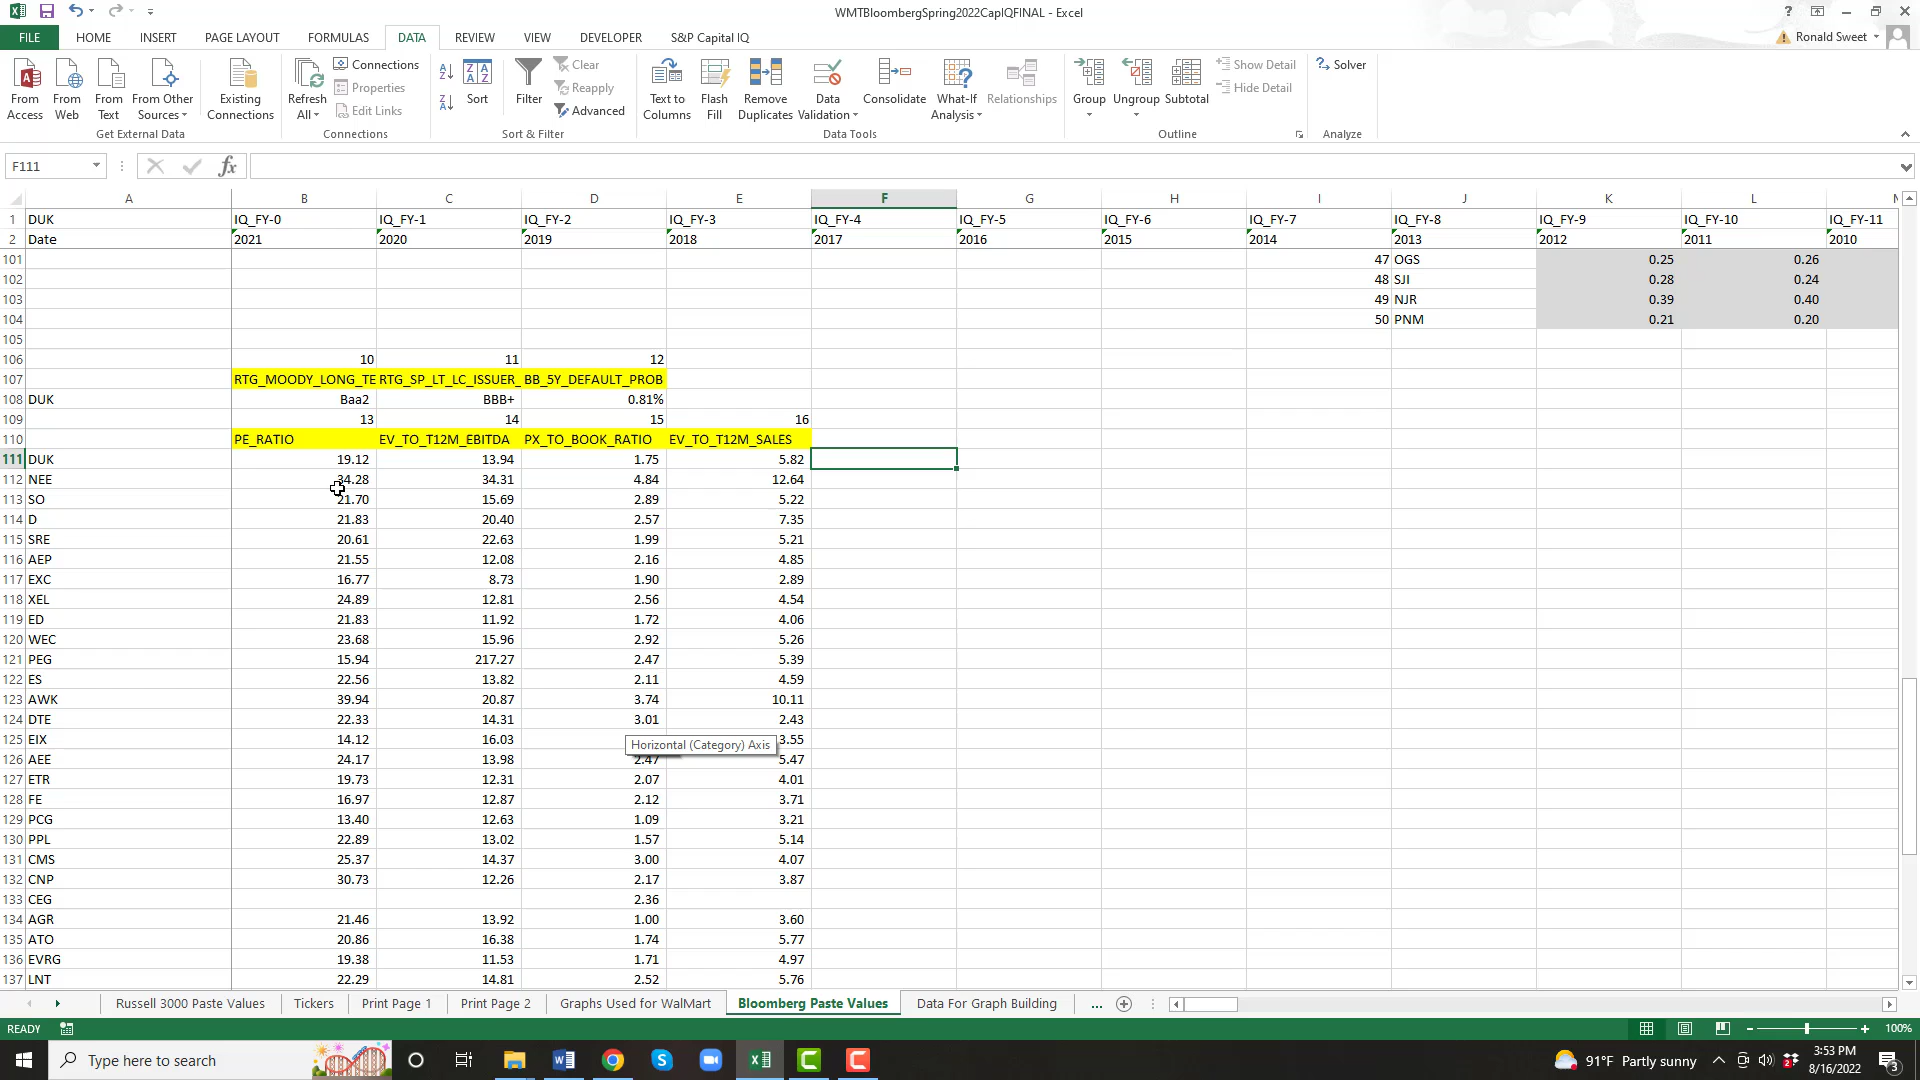 WMTBloombergSpring2022CapIQFINAL - Excel
FILE HOME INSERT PAGE LAYOUT FORMULAS DATA REVIEW VIEW DEVELOPER S&P Capital IQ Ronald Sweet
From Access From Web From Text From Other Sources Existing Connections Refresh All Connections Properties Edit Links Sort Filter Clear Reapply Advanced Text to Columns Flash Fill Remove Duplicates Data Validation Consolidate What-If Analysis Relationships Group Ungroup Subtotal Show Detail Hide Detail Solver
Get External Data Connections Sort & Filter Data Tools Outline Analyze
F111 fx
A B C D E F G H I J K L
1 DUK IQ_FY-0 IQ_FY-1 IQ_FY-2 IQ_FY-3 IQ_FY-4 IQ_FY-5 IQ_FY-6 IQ_FY-7 IQ_FY-8 IQ_FY-9 IQ_FY-10 IQ_FY-11
2 Date 2021 2020 2019 2018 2017 2016 2015 2014 2013 2012 2011 2010
101 47 OGS 0.25 0.26
102 48 SJI 0.28 0.24
103 49 NJR 0.39 0.40
104 50 PNM 0.21 0.20
105
106 10 11 12
107 RTG_MOODY_LONG_TE RTG_SP_LT_LC_ISSUER_ BB_5Y_DEFAULT_PROB
108 DUK Baa2 BBB+ 0.81%
109 13 14 15 16
110 PE_RATIO EV_TO_T12M_EBITDA PX_TO_BOOK_RATIO EV_TO_T12M_SALES
111 DUK 19.12 13.94 1.75 5.82
112 NEE 34.28 34.31 4.84 12.64
113 SO 21.70 15.69 2.89 5.22
114 D 21.83 20.40 2.57 7.35
115 SRE 20.61 22.63 1.99 5.21
116 AEP 21.55 12.08 2.16 4.85
117 EXC 16.77 8.73 1.90 2.89
118 XEL 24.89 12.81 2.56 4.54
119 ED 21.83 11.92 1.72 4.06
120 WEC 23.68 15.96 2.92 5.26
121 PEG 15.94 217.27 2.47 5.39
122 ES 22.56 13.82 2.11 4.59
123 AWK 39.94 20.87 3.74 10.11
124 DTE 22.33 14.31 3.01 2.43
125 EIX 14.12 16.03 Horizontal (Category) Axis 3.55
126 AEE 24.17 13.98 2.47 5.47
127 ETR 19.73 12.31 2.07 4.01
128 FE 16.97 12.87 2.12 3.71
129 PCG 13.40 12.63 1.09 3.21
130 PPL 22.89 13.02 1.57 5.14
131 CMS 25.37 14.37 3.00 4.07
132 CNP 30.73 12.26 2.17 3.87
133 CEG 2.36
134 AGR 21.46 13.92 1.00 3.60
135 ATO 20.86 16.38 1.74 5.77
136 EVRG 19.38 11.53 1.71 4.97
137 LNT 22.29 14.81 2.52 5.76
Russell 3000 Paste Values Tickers Print Page 1 Print Page 2 Graphs Used for WalMart Bloomberg Paste Values Data For Graph Building ...
READY 100%
Type here to search 91°F Partly sunny 3:53 PM
8/16/2022 3